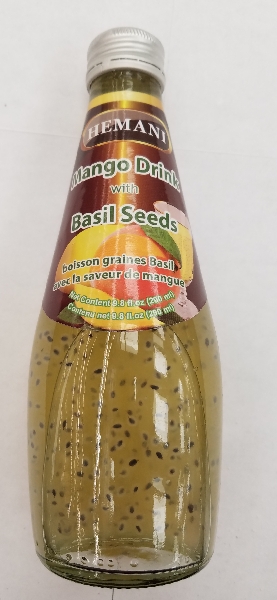 HEMANI
Mango Drink
with
Basil Seeds
boisson graines Basil
avec la saveur de mangue
Net Content 9.8 fl oz (290 ml)
Contenu net 9.8 fl.oz (290 ml)